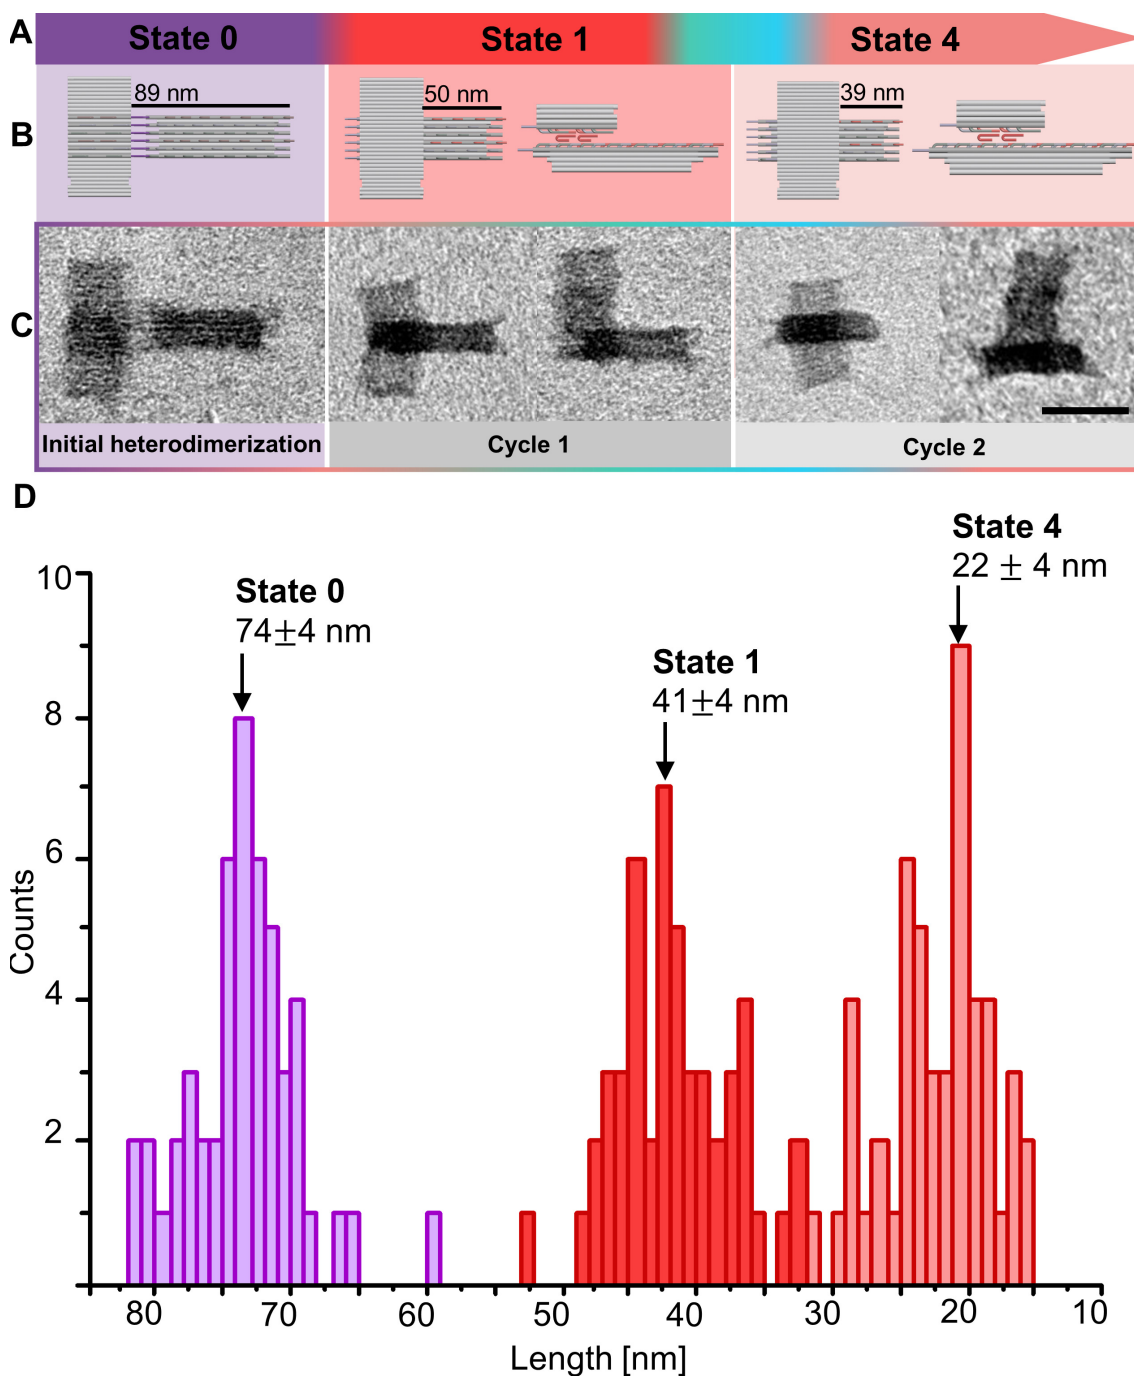 A
State 0
State 1
State 4
B
89 nm
50 nm
39 nm
C
Initial heterodimerization
Cycle 1
Cycle 2
D
State 4
22 ± 4 nm
State 0
74±4 nm
State 1
41±4 nm
10
8
6
4
2
Counts
80 70 60 50 40 30 20 10
Length [nm]